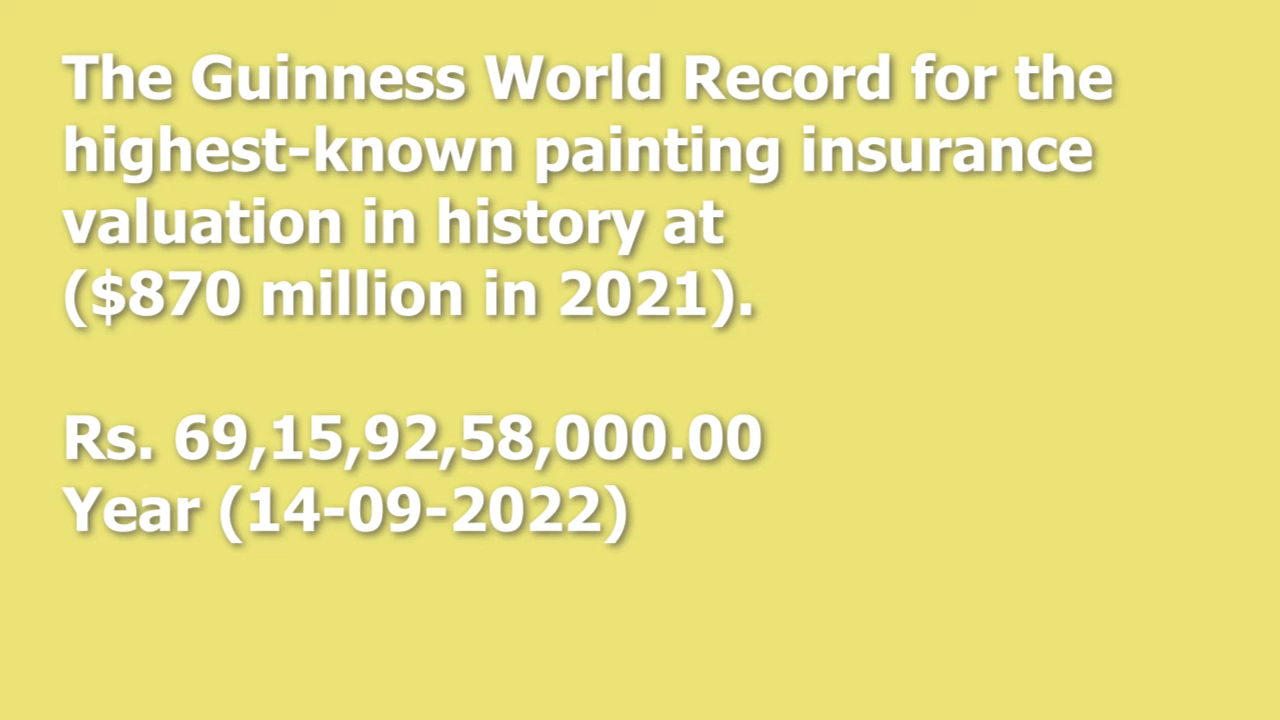 The Guinness World Record for the
highest-known painting insurance
valuation in history at
($870 million in 2021).
Rs. 69,15,92,58,000.00
Year (14-09-2022)